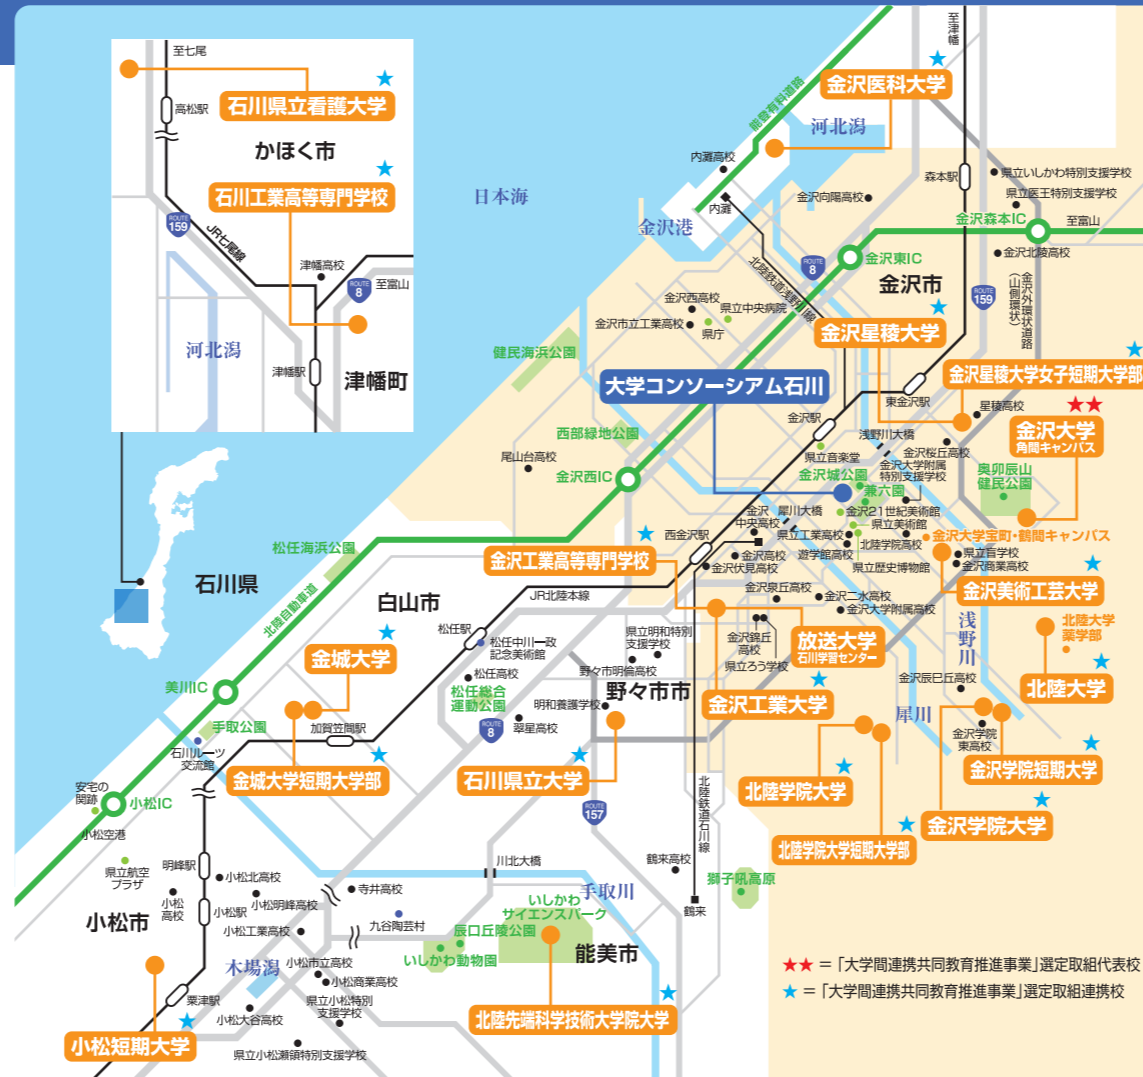 至七尾
高松駅
石川県立看護大学
かほく市
石川工業高等専門学校
ROUTE
159
JR七尾線
津幡高校
ROUTE
8
至富山
河北潟
津幡駅
津幡町
日本海
至津幡
能登有料道路
金沢医科大学
河北潟
内灘高校
内灘
金沢港
金沢向陽高校
森本駅
県立いしかわ特別支援学校
県立医王特別支援学校
金沢森本IC
至富山
金沢東IC
金沢北陵高校
ROUTE
8
北陸鉄道浅野川線
金沢市
ROUTE
159
金沢外環状道路
(山側環状)
金沢西高校
県立中央病院
金沢市立工業高校
県庁
金沢星稜大学
健民海浜公園
大学コンソーシアム石川
金沢星稜大学女子短期大学部
東金沢駅
星稜高校
金沢駅
浅野川大橋
金沢大学
角間キャンパス
西部緑地公園
尾山台高校
県立音楽堂
金沢桜丘高校
金沢大学附属
特別支援学校
金沢西IC
金沢城公園
兼六園
奥卯辰山
健民公園
金沢21世紀美術館
金沢
中央高校
犀川大橋
県立美術館
県立工業高校
北陸学院高校
金沢大学宝町・鶴間キャンパス
西金沢駅
遊学館高校
県立歴史博物館
県立盲学校
金沢商業高校
金沢高校
金沢伏見高校
松任海浜公園
金沢工業高等専門学校
金沢美術工芸大学
石川県
北陸自動車道
白山市
JR北陸本線
金沢泉丘高校
金沢二水高校
金沢大学附属高校
浅野川
北陸大学
薬学部
松任駅
松任中川一政
記念美術館
県立明和特別
支援学校
金沢錦丘
高校
県立ろう学校
放送大学
石川学習センター
金城大学
松任高校
野々市明倫高校
野々市市
金沢辰巳丘高校
北陸大学
美川IC
松任総合
運動公園
明和養護学校
金沢工業大学
手取公園
加賀笠間駅
ROUTE
8
翠星高校
犀川
金沢学院
東高校
石川ルーツ
交流館
金城大学短期大学部
石川県立大学
北陸学院大学
金沢学院短期大学
安宅の
関跡
小松IC
ROUTE
157
北陸鉄道石川線
金沢学院大学
小松空港
北陸学院大学短期大学部
県立航空
プラザ
明峰駅
川北大橋
鶴来高校
小松北高校
小松
高校
小松明峰高校
寺井高校
手取川
獅子吼高原
小松駅
いしかわ
サイエンスパーク
鶴来
小松市
小松工業高校
九谷陶芸村
辰口丘陵公園
いしかわ動物園
能美市
木場潟
小松市立高校
小松商業高校
★★ =「大学間連携共同教育推進事業」選定取組代表校
★ =「大学間連携共同教育推進事業」選定取組連携校
粟津駅
県立小松特別
支援学校
小松大谷高校
北陸先端科学技術大学院大学
小松短期大学
県立小松瀬領特別支援学校